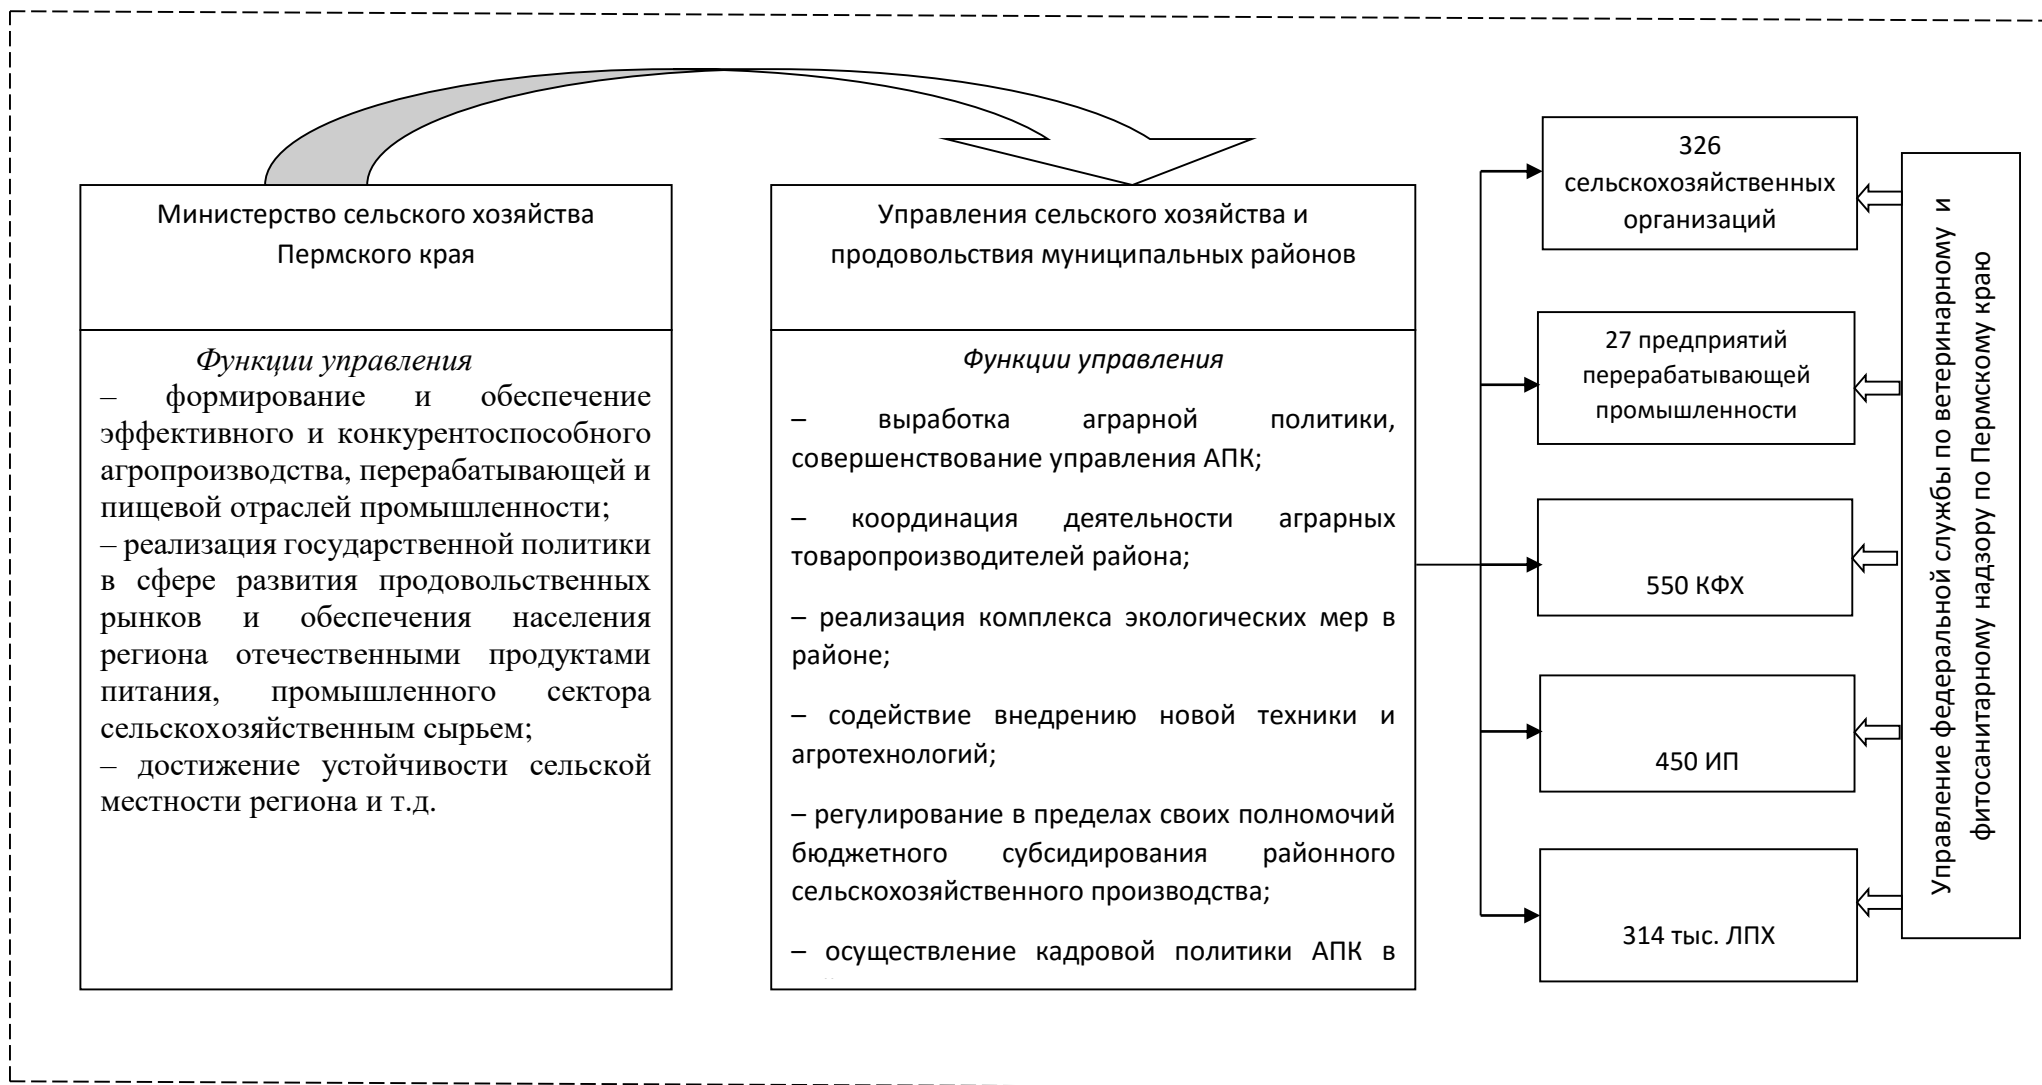 Министерство сельского хозяйства
Пермского края
Функции управления
– формирование и обеспечение
эффективного и конкурентоспособного
агропроизводства, перерабатывающей и
пищевой отраслей промышленности;
– реализация государственной политики
в сфере развития продовольственных
рынков и обеспечения населения
региона отечественными продуктами
питания, промышленного сектора
сельскохозяйственным сырьем;
– достижение устойчивости сельской
местности региона и т.д.
Управления сельского хозяйства и
продовольствия муниципальных районов
Функции управления
– выработка аграрной политики,
совершенствование управления АПК;
– координация деятельности аграрных
товаропроизводителей района;
– реализация комплекса экологических мер в
районе;
– содействие внедрению новой техники и
агротехнологий;
– регулирование в пределах своих полномочий
бюджетного субсидирования районного
сельскохозяйственного производства;
– осуществление кадровой политики АПК в
326
сельскохозяйственных
организаций
27 предприятий
перерабатывающей
промышленности
550 КФХ
450 ИП
314 тыс. ЛПХ
Управление федеральной службы по ветеринарному и
фитосанитарному надзору по Пермскому краю